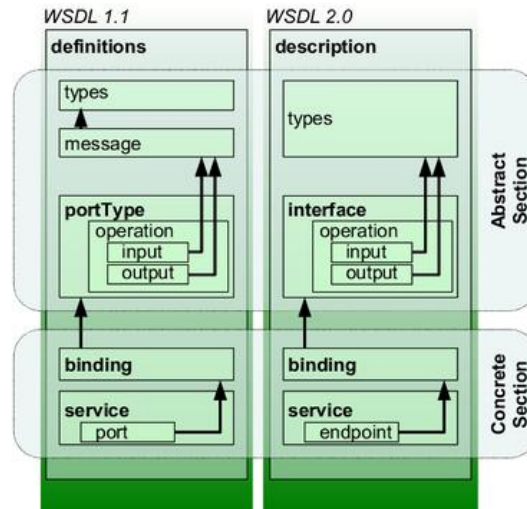 WSDL 1.1
definitions
types
message
portType
operation
input
output
binding
service
port
WSDL 2.0
description
types
interface
operation
input
output
binding
service
endpoint
Abstract
Section
Concrete
Section